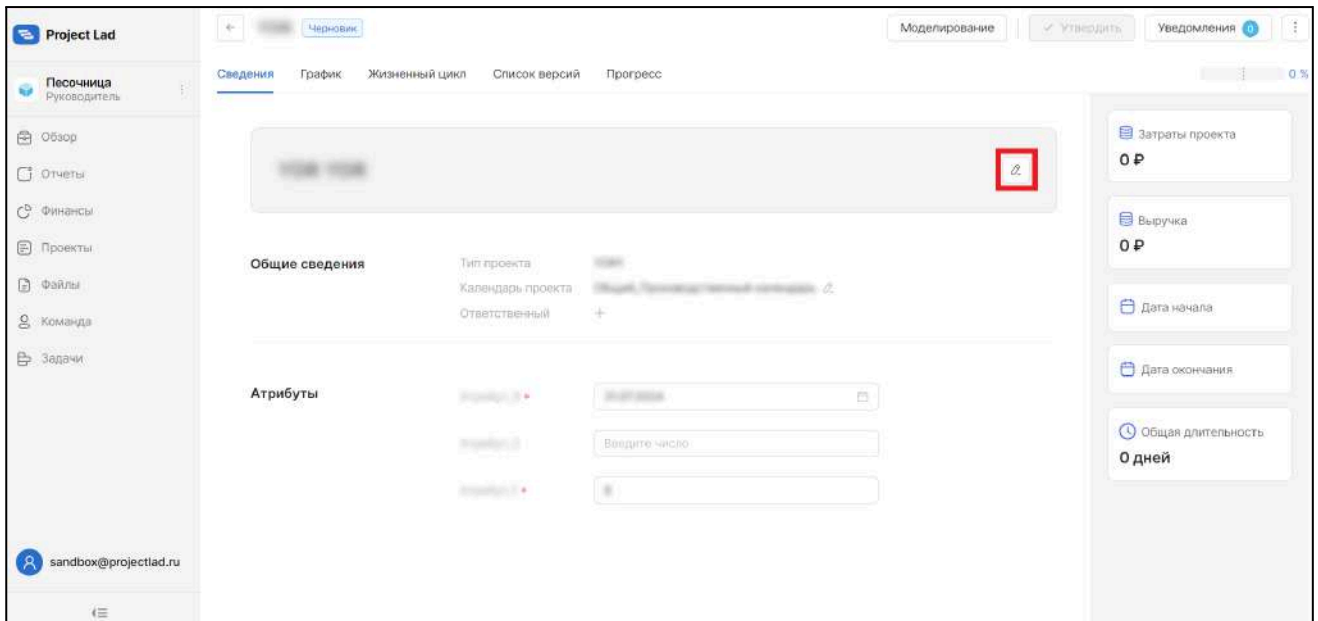 Project Lad
Черновик
Моделирование
Утвердить
Уведомления 0
Песочница
Руководитель
Сведения График Жизненный цикл Список версий Прогресс
0 %
Обзор
Отчеты
Финансы
Проекты
Файлы
Команда
Задачи
Общие сведения
Тип проекта
Календарь проекта
Ответственный
Атрибуты
Введите число
Затраты проекта
0 ₽
Выручка
0 ₽
Дата начала
Дата окончания
Общая длительность
0 дней
sandbox@projectlad.ru